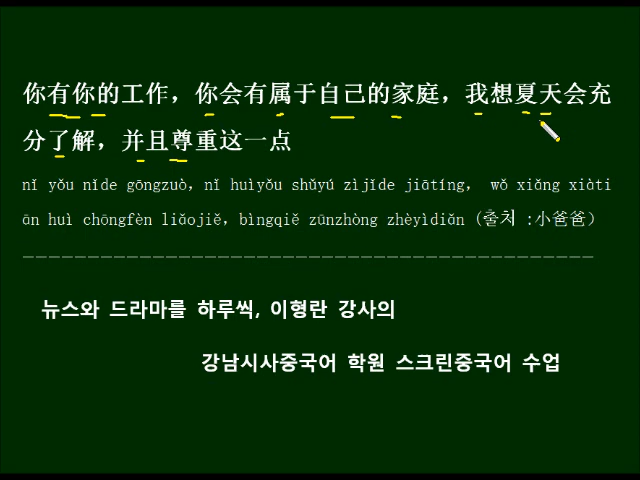 你有你的工作，你会有属于自己的家庭，我想夏天会充
分了解，并且尊重这一点
nǐ yǒu nǐde gōngzuò，nǐ huìyǒu shǔyú zìjǐde jiātíng， wǒ xiǎng xiàti
ān huì chōngfèn liǎojiě，bìngqiě zūnzhòng zhèyìdiǎn (출처 :小爸爸)
뉴스와 드라마를 하루씩, 이형란 강사의
강남시사중국어 학원 스크린중국어 수업